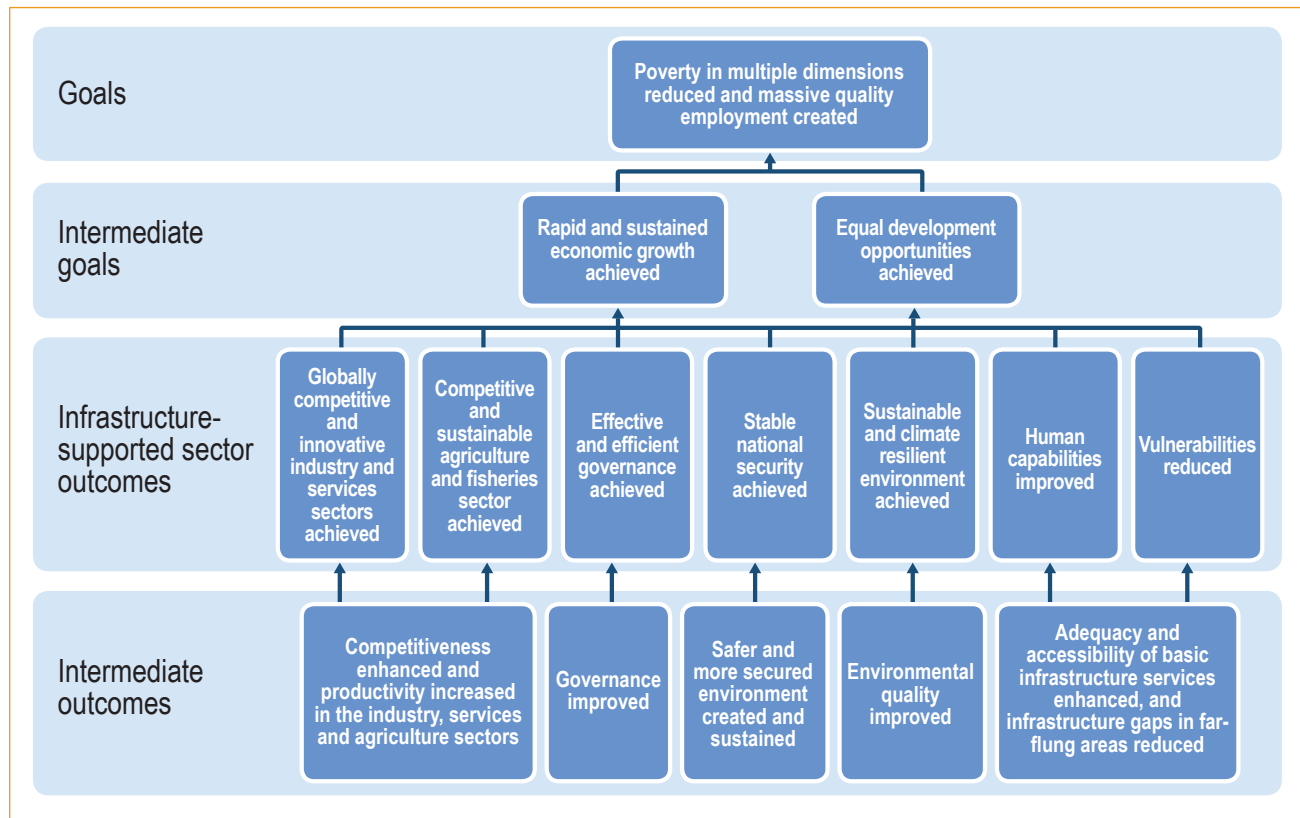 Goals
Poverty in multiple dimensions
reduced and massive quality
employment created
Intermediate
goals
Rapid and sustained
economic growth
achieved
Equal development
opportunities
achieved
Infrastructure-
supported sector
outcomes
Globally
competitive
and
innovative
industry and
services
sectors
achieved
Competitive
and
sustainable
agriculture
and fisheries
sector
achieved
Effective
and efficient
governance
achieved
Stable
national
security
achieved
Sustainable
and climate
resilient
environment
achieved
Human
capabilities
improved
Vulnerabilities
reduced
Intermediate
outcomes
Competitiveness
enhanced and
productivity increased
in the industry, services
and agriculture sectors
Governance
improved
Safer and
more secured
environment
created and
sustained
Environmental
quality
improved
Adequacy and
accessibility of basic
infrastructure services
enhanced, and
infrastructure gaps in far-
flung areas reduced